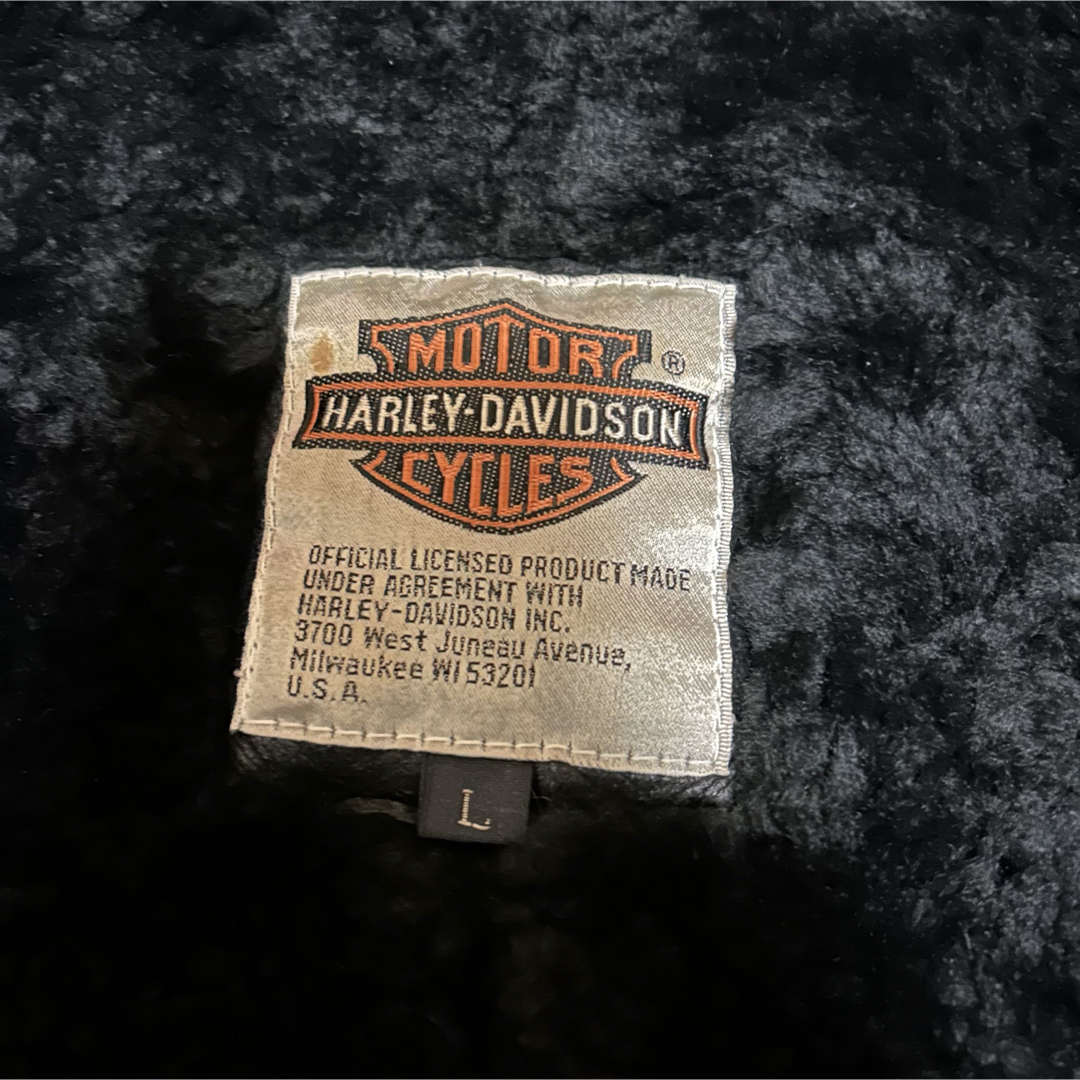 MOTOR
®
HARLEY-DAVIDSON
CYCLES
OFFICIAL LICENSED PRODUCT MADE
UNDER AGREEMENT WITH
HARLEY-DAVIDSON INC.
3700 West Juneau Avenue,
Milwaukee WI 53201
U.S.A.
L